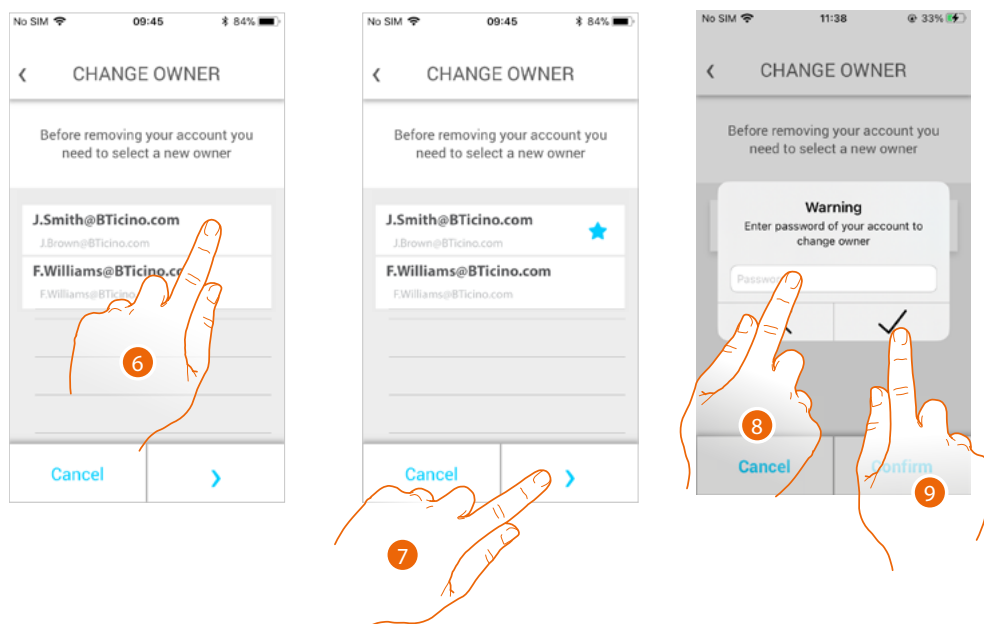 No SIM 09:45 84%
CHANGE OWNER
Before removing your account you
need to select a new owner
J.Smith@BTicino.com
J.Brown@BTicino.com
F.Williams@BTicino.co
F.Williams@BTicino
6
Cancel
No SIM 09:45 84%
CHANGE OWNER
Before removing your account you
need to select a new owner
J.Smith@BTicino.com
J.Brown@BTicino.com
F.Williams@BTicino.com
F.Williams@BTicino.com
Cancel
7
No SIM 11:38 33%
CHANGE OWNER
Before removing your account you
need to select a new owner
Warning
Enter password of your account to
change owner
Password
8
Cancel
Confirm
9